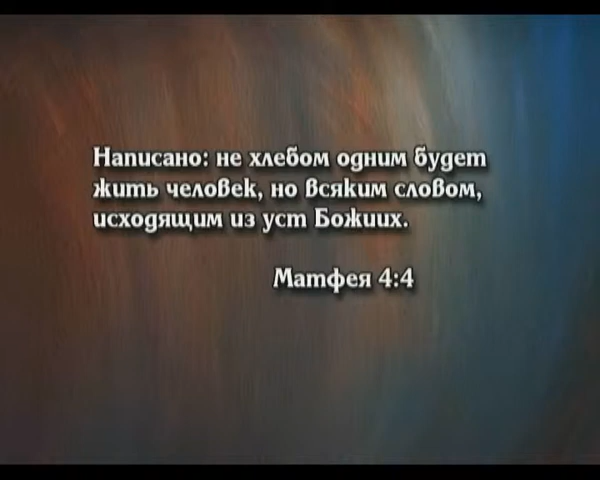 Написано: не хлебом одним будет
жить человек, но всяким словом,
исходящим из уст Божиих.
Матфея 4:4